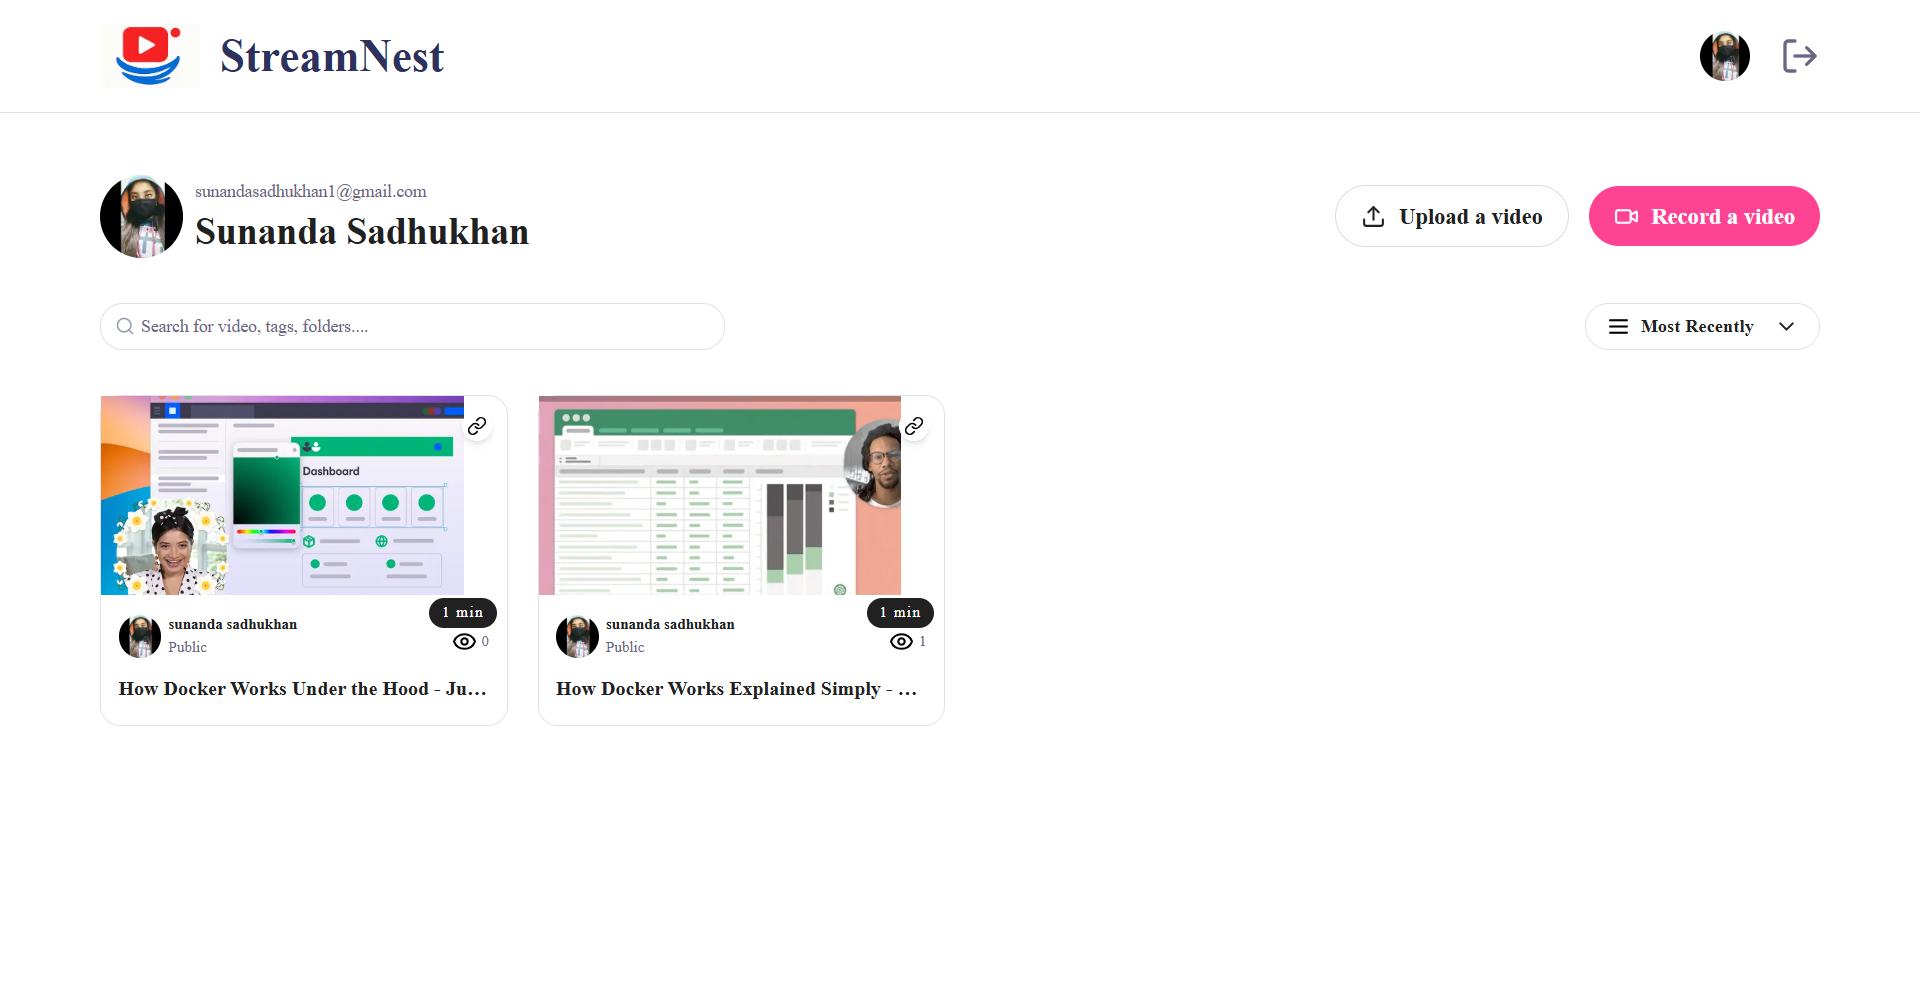 StreamNest
sunandasadhukhan1@gmail.com
Sunanda Sadhukhan
Upload a video
Record a video
Search for video, tags, folders....
Most Recently
Dashboard
1 min
sunanda sadhukhan
Public
0
How Docker Works Under the Hood - Ju...
1 min
sunanda sadhukhan
Public
1
How Docker Works Explained Simply - ...